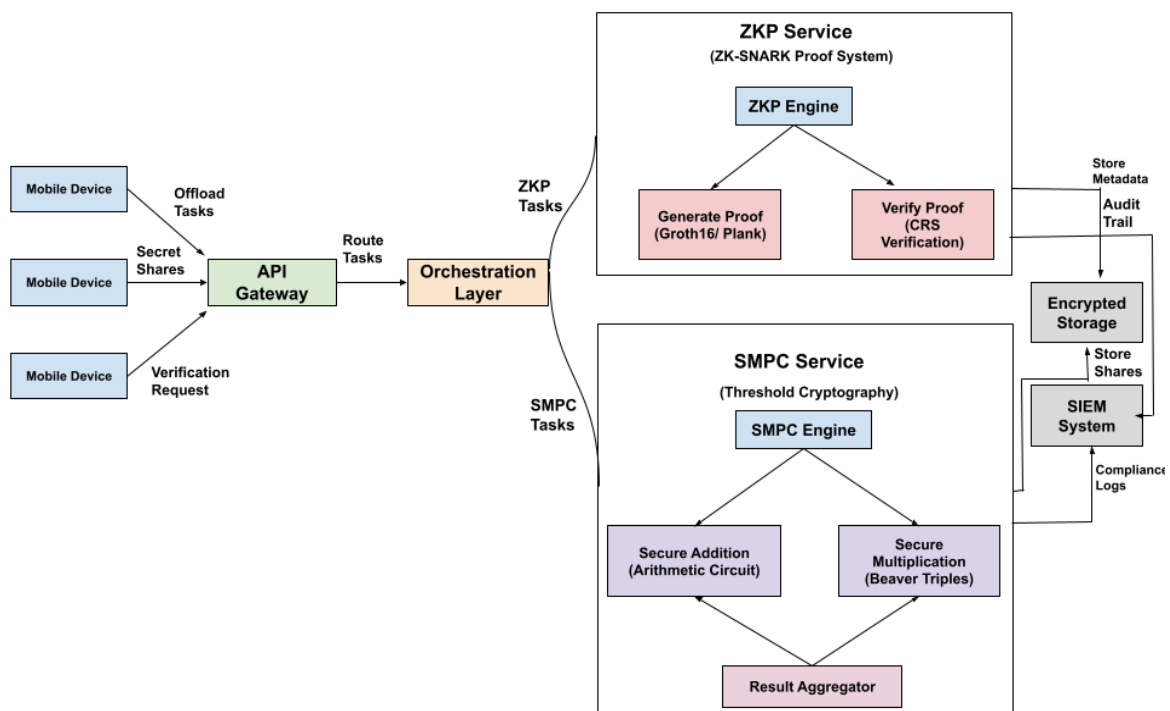 ZKP Service
(ZK-SNARK Proof System)
ZKP Engine
Generate Proof
(Groth16/ Plank)
Verify Proof
(CRS
Verification)
Mobile Device
Mobile Device
Mobile Device
Offload
Tasks
Secret
Shares
Verification
Request
API
Gateway
Route
Tasks
Orchestration
Layer
ZKP
Tasks
SMPC
Tasks
Store
Metadata
Audit
Trail
Encrypted
Storage
Store
Shares
SIEM
System
Compliance
Logs
SMPC Service
(Threshold Cryptography)
SMPC Engine
Secure Addition
(Arithmetic Circuit)
Secure
Multiplication
(Beaver Triples)
Result Aggregator